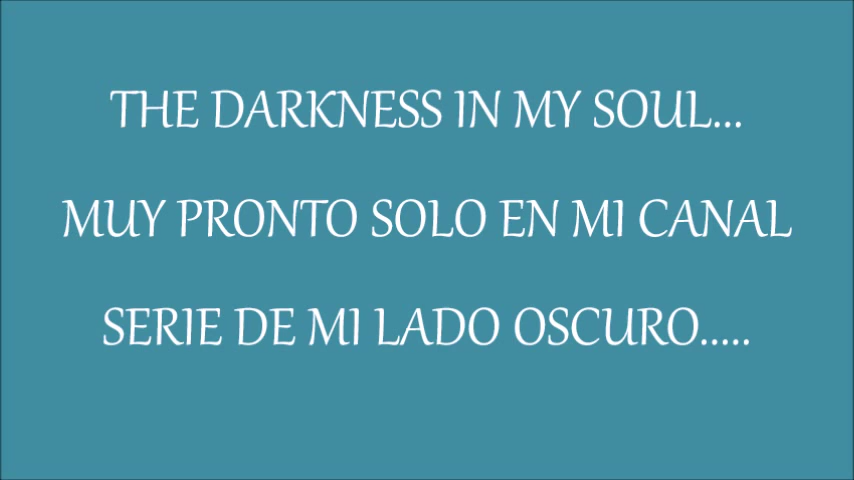 THE DARKNESS IN MY SOUL...
MUY PRONTO SOLO EN MI CANAL
SERIE DE MI LADO OSCURO.....